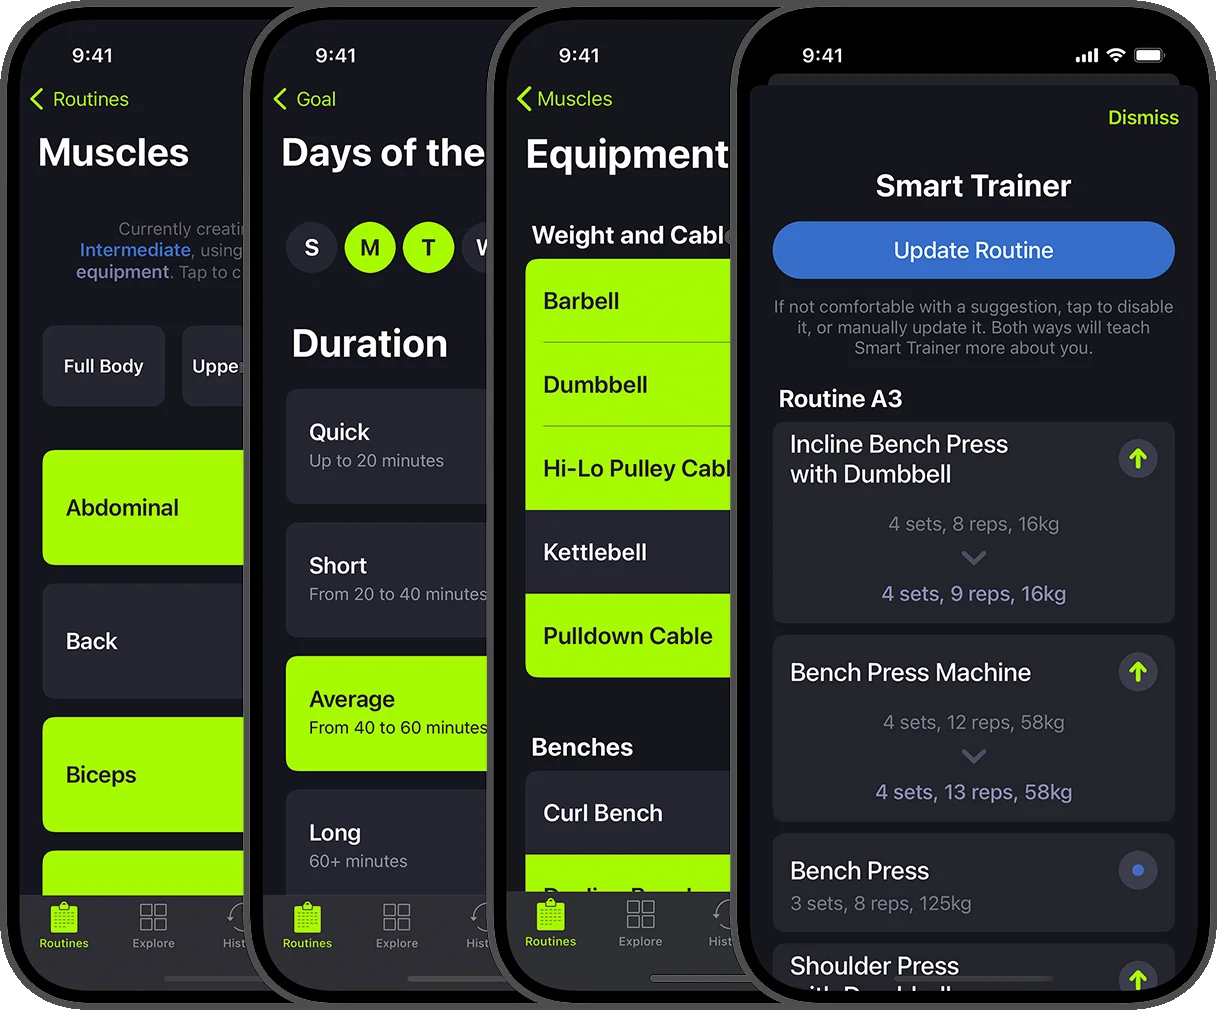 9:41
Routines
Muscles
Currently creati
Intermediate, using
equipment. Tap to c
Full Body
Uppe
Abdominal
Back
Biceps
Routines
Explore
Hist
9:41
Goal
Days of the
S
M
T
Duration
Quick
Up to 20 minutes
Short
From 20 to 40 minutes
Average
From 40 to 60 minutes
Long
60+ minutes
Routines
Explore
Hist
9:41
Muscles
Equipment
Weight and Cabl
Barbell
Dumbbell
Hi-Lo Pulley Cabl
Kettlebell
Pulldown Cable
Benches
Curl Bench
Routines
Explore
Hist
9:41
Dismiss
Smart Trainer
Update Routine
If not comfortable with a suggestion, tap to disable
it, or manually update it. Both ways will teach
Smart Trainer more about you.
Routine A3
Incline Bench Press
with Dumbbell
4 sets, 8 reps, 16kg
4 sets, 9 reps, 16kg
Bench Press Machine
4 sets, 12 reps, 58kg
4 sets, 13 reps, 58kg
Bench Press
3 sets, 8 reps, 125kg
Shoulder Press